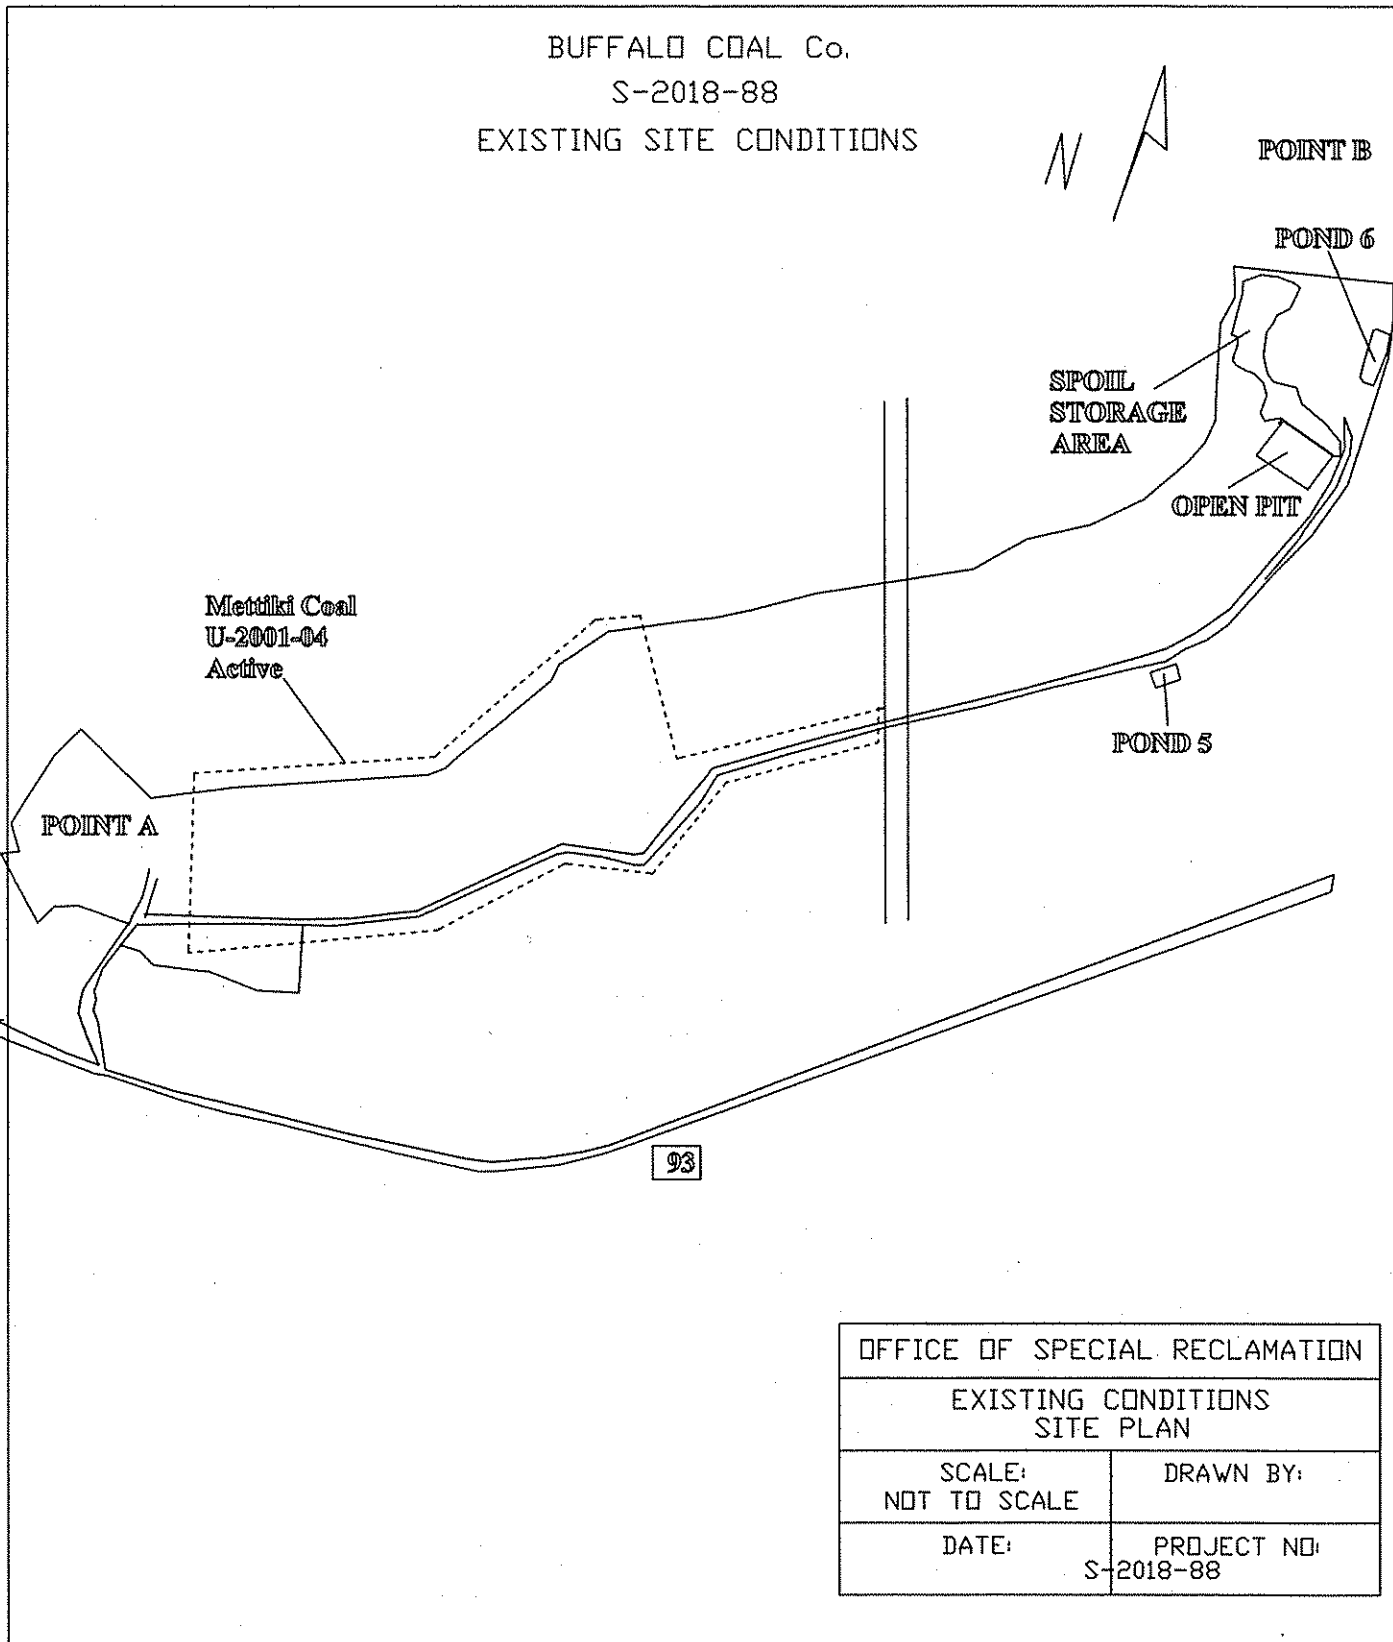 BUFFALO COAL Co.
S-2018-88
EXISTING SITE CONDITIONS
N
POINT B
POND 6
SPOIL
STORAGE
AREA
OPEN PIT
Mettiki Coal
U-2001-04
Active
POND 5
POINT A
93
OFFICE OF SPECIAL RECLAMATION
EXISTING CONDITIONS
SITE PLAN
SCALE:
NOT TO SCALE
DRAWN BY:
DATE:
PROJECT NO:
S-2018-88